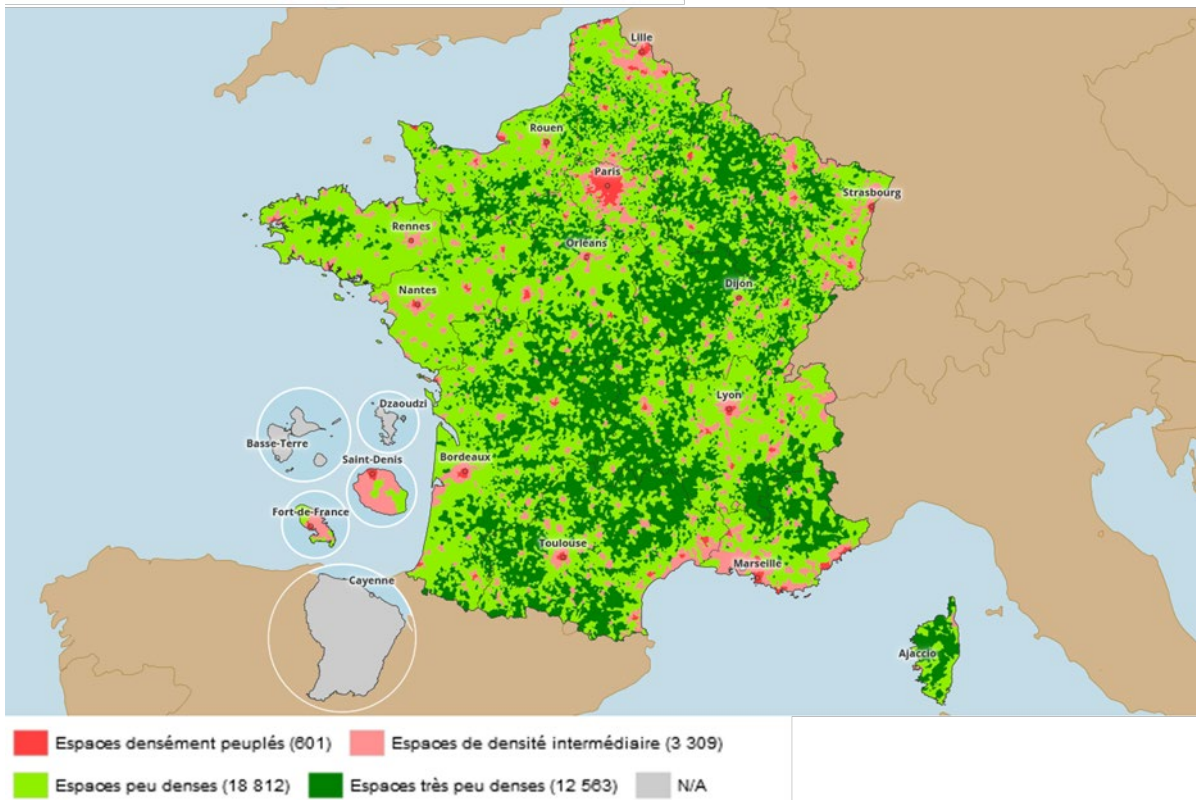 Lille
Rouen
Paris
Strasbourg
Rennes
Orléans
Nantes
Dijon
Lyon
Dzaoudzi
Basse-Terre
Saint-Denis
Bordeaux
Fort-de-France
Toulouse
Marseille
Cayenne
Ajaccio
Espaces densément peuplés (601) Espaces de densité intermédiaire (3 309)
Espaces peu denses (18 812) Espaces très peu denses (12 563) N/A